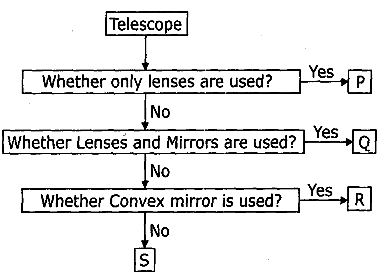 Telescope
Whether only lenses are used?
Yes
P
No
Whether Lenses and Mirrors are used?
Yes
Q
No
Whether Convex mirror is used?
Yes
R
No
S